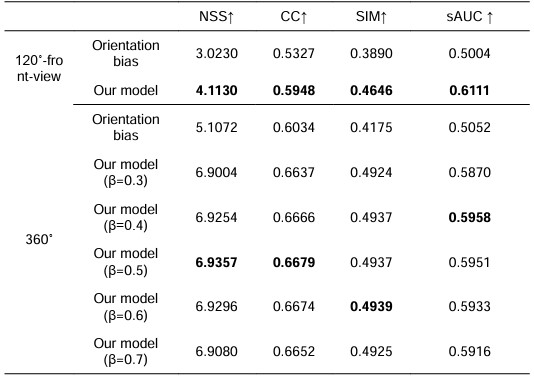 NSS↑ CC↑ SIM↑ sAUC ↑
120°-fro
nt-view
Orientation
bias
3.0230 0.5327 0.3890 0.5004
Our model 4.1130 0.5948 0.4646 0.6111
360°
Orientation
bias
5.1072 0.6034 0.4175 0.5052
Our model
(β=0.3)
6.9004 0.6637 0.4924 0.5870
Our model
(β=0.4)
6.9254 0.6666 0.4937 0.5958
Our model
(β=0.5)
6.9357 0.6679 0.4937 0.5951
Our model
(β=0.6)
6.9296 0.6674 0.4939 0.5933
Our model
(β=0.7)
6.9080 0.6652 0.4925 0.5916